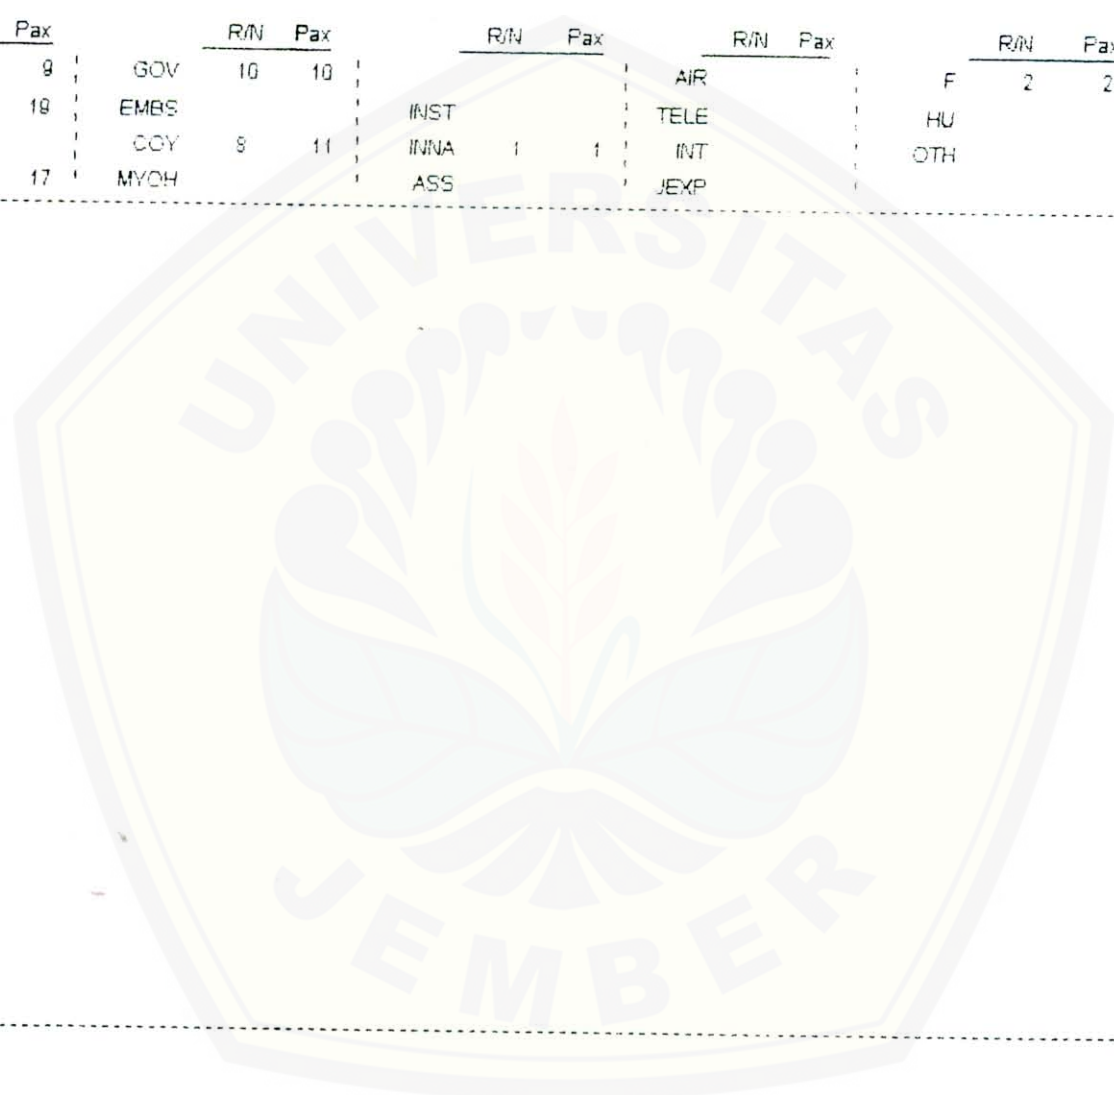 Pax R/N Pax R/N Pax R/N Pax R/N Pax
9 GOV 10 10 AIR F 2 2
19 EMBS INST TELE HU
COY 8 11 INNA 1 1 INT OTH
17 MYOH ASS JEXP
UNIVERSITAS
JEMBER